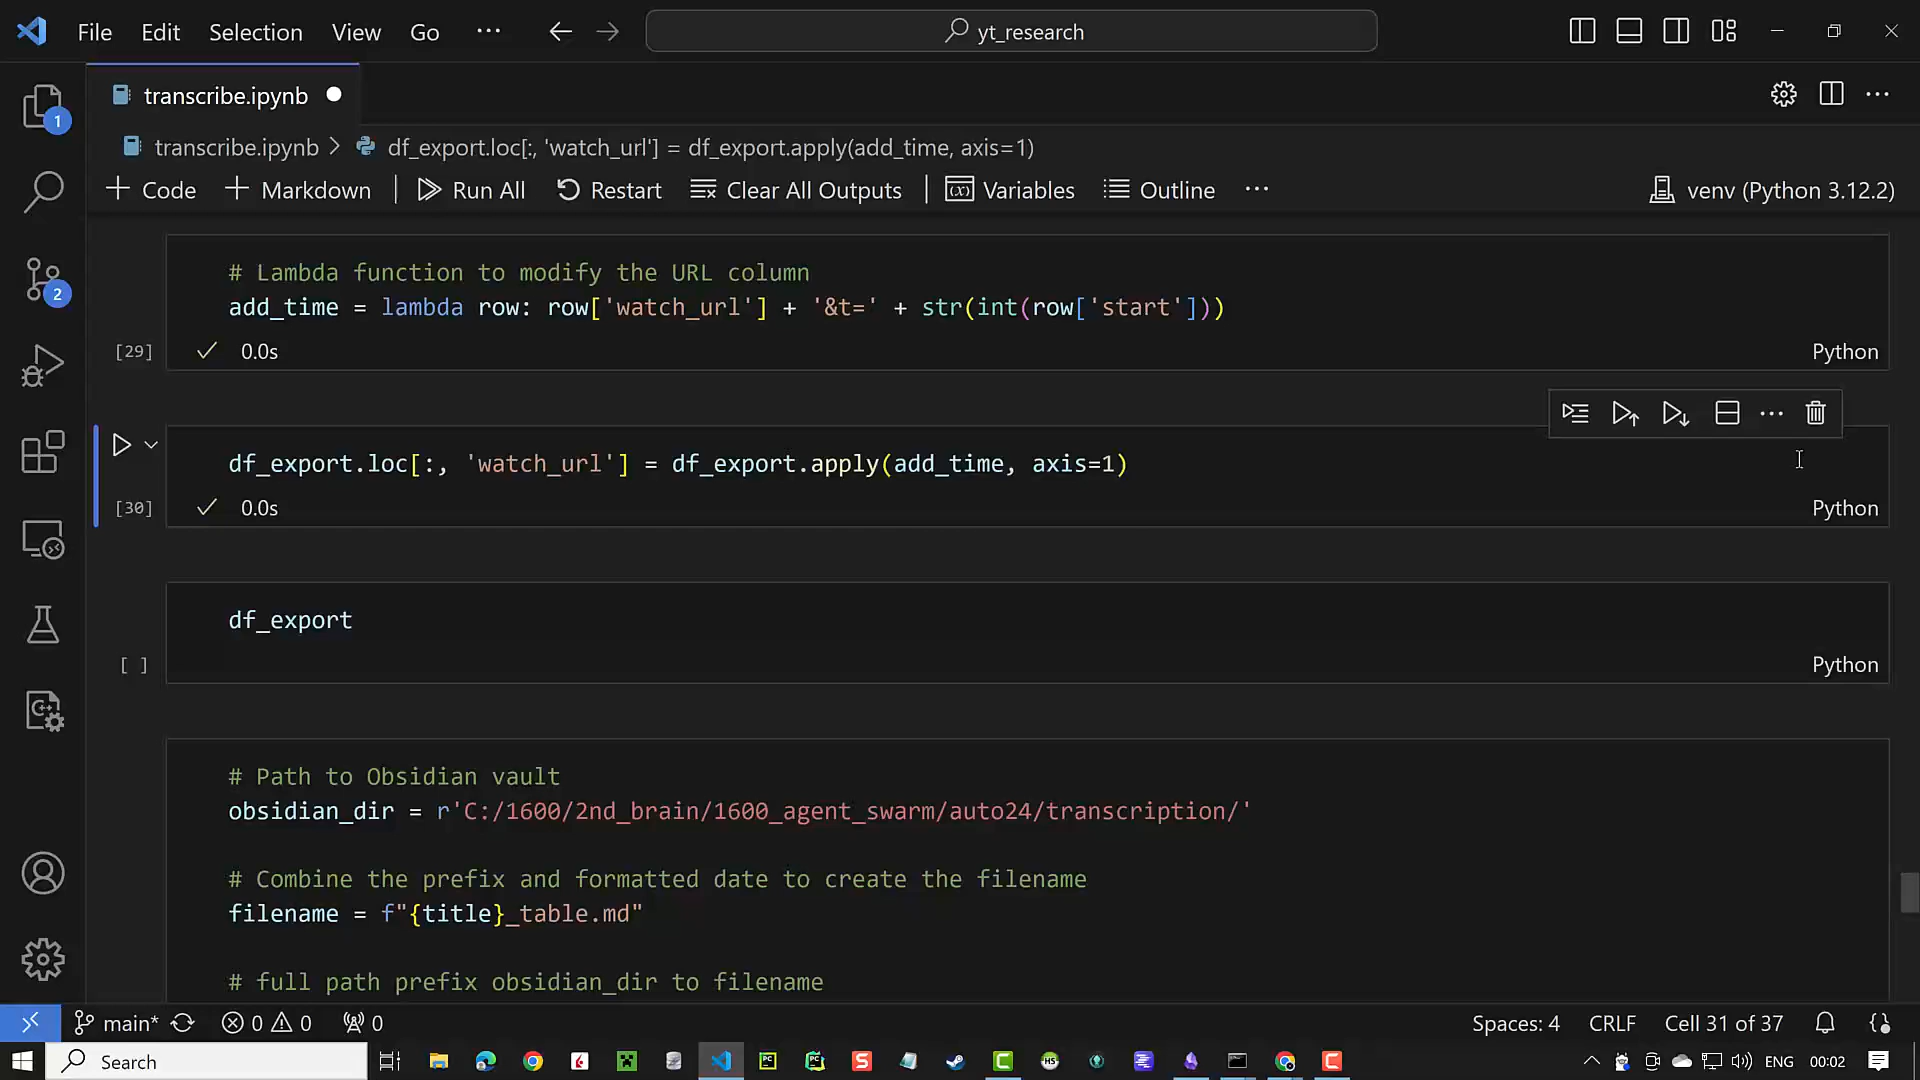 File Edit Selection View Go ··· yt_research
transcribe.ipynb
1
transcribe.ipynb > df_export.loc[:, 'watch_url'] = df_export.apply(add_time, axis=1)
+ Code + Markdown | Run All Restart Clear All Outputs | Variables Outline ··· venv (Python 3.12.2)
# Lambda function to modify the URL column
add_time = lambda row: row['watch_url'] + '&t=' + str(int(row['start']))
2
[29] ✓ 0.0s Python
df_export.loc[:, 'watch_url'] = df_export.apply(add_time, axis=1)
[30] ✓ 0.0s Python
df_export
[ ] Python
# Path to Obsidian vault
obsidian_dir = r'C:/1600/2nd_brain/1600_agent_swarm/auto24/transcription/'
# Combine the prefix and formatted date to create the filename
filename = f"{title}_table.md"
# full path prefix obsidian_dir to filename
main* 0 0 0 Spaces: 4 CRLF Cell 31 of 37
Search ENG 00:02